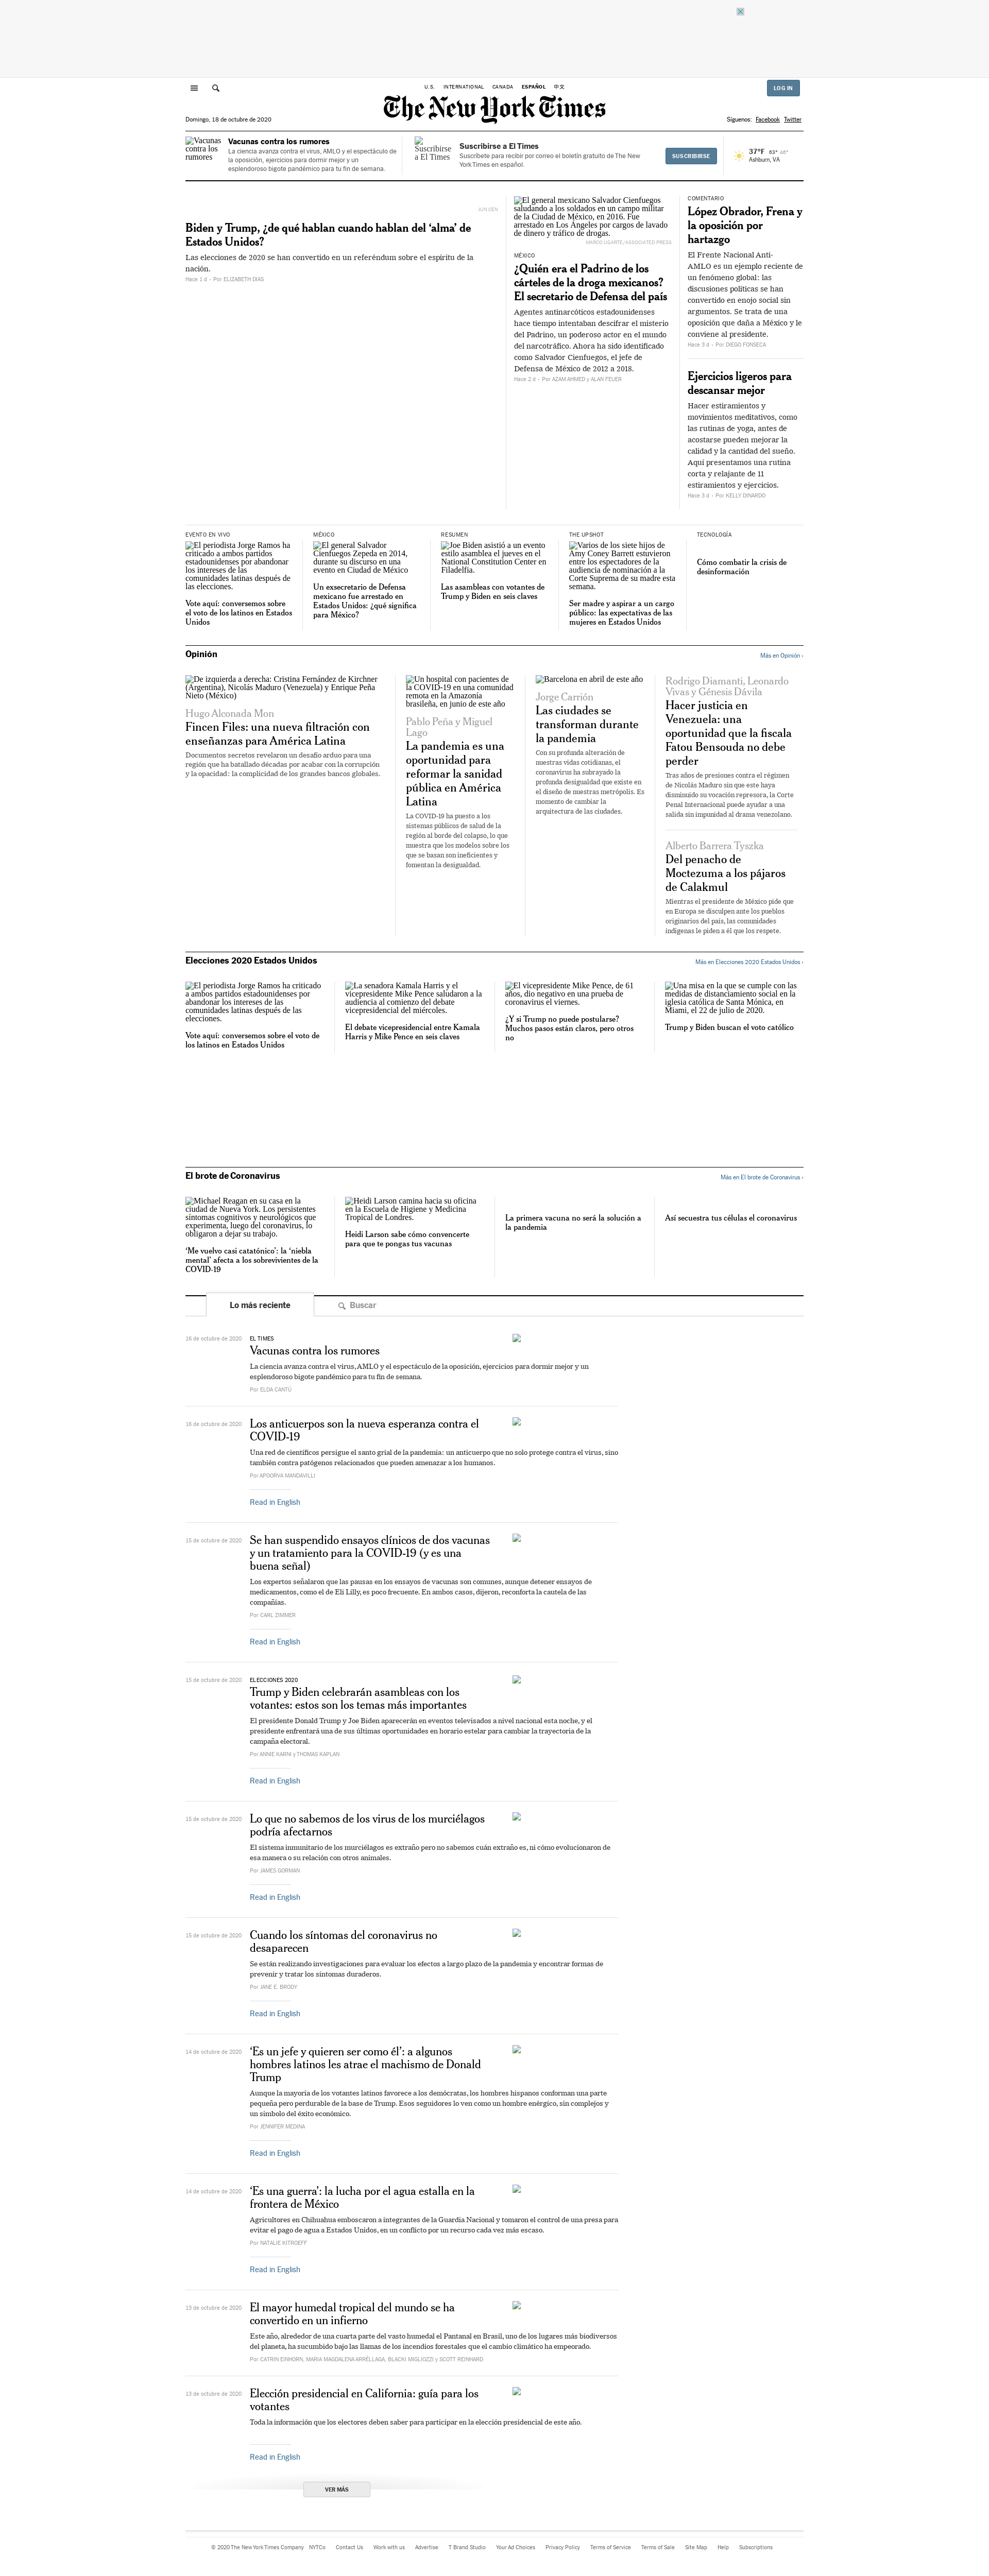 U.S. INTERNATIONAL CANADA ESPAÑOL 中文
LOG IN
The New York Times
Domingo, 18 de octubre de 2020
Síguenos: Facebook Twitter
Vacunas contra los rumores
Vacunas contra los rumores
La ciencia avanza contra el virus, AMLO y el espectáculo de
la oposición, ejercicios para dormir mejor y un
esplendoroso bigote pandémico para tu fin de semana.
Suscribirse a El Times
Suscribirse a El Times
Suscríbete para recibir por correo el boletín gratuito de The New
York Times en español.
SUSCRIBIRSE
37°F 63° 46°
Ashburn, VA
JUN CEN
Biden y Trump, ¿de qué hablan cuando hablan del ‘alma’ de
Estados Unidos?
Las elecciones de 2020 se han convertido en un referéndum sobre el espíritu de la
nación.
Hace 1 d · Por ELIZABETH DIAS
El general mexicano Salvador Cienfuegos
saludando a los soldados en un campo militar
de la Ciudad de México, en 2016. Fue
arrestado en Los Ángeles por cargos de lavado
de dinero y tráfico de drogas.
MARCO UGARTE/ASSOCIATED PRESS
MÉXICO
¿Quién era el Padrino de los
cárteles de la droga mexicanos?
El secretario de Defensa del país
Agentes antinarcóticos estadounidenses
hace tiempo intentaban descifrar el misterio
del Padrino, un poderoso actor en el mundo
del narcotráfico. Ahora ha sido identificado
como Salvador Cienfuegos, el jefe de
Defensa de México de 2012 a 2018.
Hace 2 d · Por AZAM AHMED y ALAN FEUER
COMENTARIO
López Obrador, Frena y
la oposición por
hartazgo
El Frente Nacional Anti-
AMLO es un ejemplo reciente de
un fenómeno global: las
discusiones políticas se han
convertido en enojo social sin
argumentos. Se trata de una
oposición que daña a México y le
conviene al presidente.
Hace 3 d · Por DIEGO FONSECA
Ejercicios ligeros para
descansar mejor
Hacer estiramientos y
movimientos meditativos, como
las rutinas de yoga, antes de
acostarse pueden mejorar la
calidad y la cantidad del sueño.
Aquí presentamos una rutina
corta y relajante de 11
estiramientos y ejercicios.
Hace 3 d · Por KELLY DINARDO
EVENTO EN VIVO
El periodista Jorge Ramos ha
criticado a ambos partidos
estadounidenses por abandonar
los intereses de las
comunidades latinas después de
las elecciones.
Vote aquí: conversemos sobre
el voto de los latinos en Estados
Unidos
MÉXICO
El general Salvador
Cienfuegos Zepeda en 2014,
durante su discurso en un
evento en Ciudad de México
Un exsecretario de Defensa
mexicano fue arrestado en
Estados Unidos: ¿qué significa
para México?
RESUMEN
Joe Biden asistió a un evento
estilo asamblea el jueves en el
National Constitution Center en
Filadelfia.
Las asambleas con votantes de
Trump y Biden en seis claves
THE UPSHOT
Varios de los siete hijos de
Amy Coney Barrett estuvieron
entre los espectadores de la
audiencia de nominación a la
Corte Suprema de su madre esta
semana.
Ser madre y aspirar a un cargo
público: las expectativas de las
mujeres en Estados Unidos
TECNOLOGÍA
Cómo combatir la crisis de
desinformación
Opinión
Más en Opinión ›
De izquierda a derecha: Cristina Fernández de Kirchner
(Argentina), Nicolás Maduro (Venezuela) y Enrique Peña
Nieto (México)
Hugo Alconada Mon
Fincen Files: una nueva filtración con
enseñanzas para América Latina
Documentos secretos revelaron un desafío arduo para una
región que ha batallado décadas por acabar con la corrupción
y la opacidad: la complicidad de los grandes bancos globales.
Un hospital con pacientes de
la COVID-19 en una comunidad
remota en la Amazonia
brasileña, en junio de este año
Pablo Peña y Miguel
Lago
La pandemia es una
oportunidad para
reformar la sanidad
pública en América
Latina
La COVID-19 ha puesto a los
sistemas públicos de salud de la
región al borde del colapso, lo que
muestra que los modelos sobre los
que se basan son ineficientes y
fomentan la desigualdad.
Barcelona en abril de este año
Jorge Carrión
Las ciudades se
transforman durante
la pandemia
Con su profunda alteración de
nuestras vidas cotidianas, el
coronavirus ha subrayado la
profunda desigualdad que existe en
el diseño de nuestras metrópolis. Es
momento de cambiar la
arquitectura de las ciudades.
Rodrigo Diamanti, Leonardo
Vivas y Génesis Dávila
Hacer justicia en
Venezuela: una
oportunidad que la fiscala
Fatou Bensouda no debe
perder
Tras años de presiones contra el régimen
de Nicolás Maduro sin que este haya
disminuido su vocación represora, la Corte
Penal Internacional puede ayudar a una
salida sin impunidad al drama venezolano.
Alberto Barrera Tyszka
Del penacho de
Moctezuma a los pájaros
de Calakmul
Mientras el presidente de México pide que
en Europa se disculpen ante los pueblos
originarios del país, las comunidades
indígenas le piden a él que los respete.
Elecciones 2020 Estados Unidos
Más en Elecciones 2020 Estados Unidos ›
El periodista Jorge Ramos ha criticado
a ambos partidos estadounidenses por
abandonar los intereses de las
comunidades latinas después de las
elecciones.
Vote aquí: conversemos sobre el voto de
los latinos en Estados Unidos
La senadora Kamala Harris y el
vicepresidente Mike Pence saludaron a la
audiencia al comienzo del debate
vicepresidencial del miércoles.
El debate vicepresidencial entre Kamala
Harris y Mike Pence en seis claves
El vicepresidente Mike Pence, de 61
años, dio negativo en una prueba de
coronavirus el viernes.
¿Y si Trump no puede postularse?
Muchos pasos están claros, pero otros
no
Una misa en la que se cumple con las
medidas de distanciamiento social en la
iglesia católica de Santa Mónica, en
Miami, el 22 de julio de 2020.
Trump y Biden buscan el voto católico
El brote de Coronavirus
Más en El brote de Coronavirus ›
Michael Reagan en su casa en la
ciudad de Nueva York. Los persistentes
síntomas cognitivos y neurológicos que
experimenta, luego del coronavirus, lo
obligaron a dejar su trabajo.
‘Me vuelvo casi catatónico’: la ‘niebla
mental’ afecta a los sobrevivientes de la
COVID-19
Heidi Larson camina hacia su oficina
en la Escuela de Higiene y Medicina
Tropical de Londres.
Heidi Larson sabe cómo convencerte
para que te pongas tus vacunas
La primera vacuna no será la solución a
la pandemia
Así secuestra tus células el coronavirus
Lo más reciente
Buscar
16 de octubre de 2020
EL TIMES
Vacunas contra los rumores
La ciencia avanza contra el virus, AMLO y el espectáculo de la oposición, ejercicios para dormir mejor y un
esplendoroso bigote pandémico para tu fin de semana.
Por ELDA CANTÚ
16 de octubre de 2020
Los anticuerpos son la nueva esperanza contra el
COVID-19
Una red de científicos persigue el santo grial de la pandemia: un anticuerpo que no solo protege contra el virus, sino
también contra patógenos relacionados que pueden amenazar a los humanos.
Por APOORVA MANDAVILLI
Read in English
15 de octubre de 2020
Se han suspendido ensayos clínicos de dos vacunas
y un tratamiento para la COVID-19 (y es una
buena señal)
Los expertos señalaron que las pausas en los ensayos de vacunas son comunes, aunque detener ensayos de
medicamentos, como el de Eli Lilly, es poco frecuente. En ambos casos, dijeron, reconforta la cautela de las
compañías.
Por CARL ZIMMER
Read in English
15 de octubre de 2020
ELECCIONES 2020
Trump y Biden celebrarán asambleas con los
votantes: estos son los temas más importantes
El presidente Donald Trump y Joe Biden aparecerán en eventos televisados a nivel nacional esta noche, y el
presidente enfrentará una de sus últimas oportunidades en horario estelar para cambiar la trayectoria de la
campaña electoral.
Por ANNIE KARNI y THOMAS KAPLAN
Read in English
15 de octubre de 2020
Lo que no sabemos de los virus de los murciélagos
podría afectarnos
El sistema inmunitario de los murciélagos es extraño pero no sabemos cuán extraño es, ni cómo evolucionaron de
esa manera o su relación con otros animales.
Por JAMES GORMAN
Read in English
15 de octubre de 2020
Cuando los síntomas del coronavirus no
desaparecen
Se están realizando investigaciones para evaluar los efectos a largo plazo de la pandemia y encontrar formas de
prevenir y tratar los síntomas duraderos.
Por JANE E. BRODY
Read in English
14 de octubre de 2020
‘Es un jefe y quieren ser como él’: a algunos
hombres latinos les atrae el machismo de Donald
Trump
Aunque la mayoría de los votantes latinos favorece a los demócratas, los hombres hispanos conforman una parte
pequeña pero perdurable de la base de Trump. Esos seguidores lo ven como un hombre enérgico, sin complejos y
un símbolo del éxito económico.
Por JENNIFER MEDINA
Read in English
14 de octubre de 2020
‘Es una guerra’: la lucha por el agua estalla en la
frontera de México
Agricultores en Chihuahua emboscaron a integrantes de la Guardia Nacional y tomaron el control de una presa para
evitar el pago de agua a Estados Unidos, en un conflicto por un recurso cada vez más escaso.
Por NATALIE KITROEFF
Read in English
13 de octubre de 2020
El mayor humedal tropical del mundo se ha
convertido en un infierno
Este año, alrededor de una cuarta parte del vasto humedal el Pantanal en Brasil, uno de los lugares más biodiversos
del planeta, ha sucumbido bajo las llamas de los incendios forestales que el cambio climático ha empeorado.
Por CATRIN EINHORN, MARIA MAGDALENA ARRÉLLAGA, BLACKI MIGLIOZZI y SCOTT REINHARD
13 de octubre de 2020
Elección presidencial en California: guía para los
votantes
Toda la información que los electores deben saber para participar en la elección presidencial de este año.
Read in English
VER MÁS
© 2020 The New York Times Company NYTCo Contact Us Work with us Advertise T Brand Studio Your Ad Choices Privacy Policy Terms of Service Terms of Sale Site Map Help Subscriptions